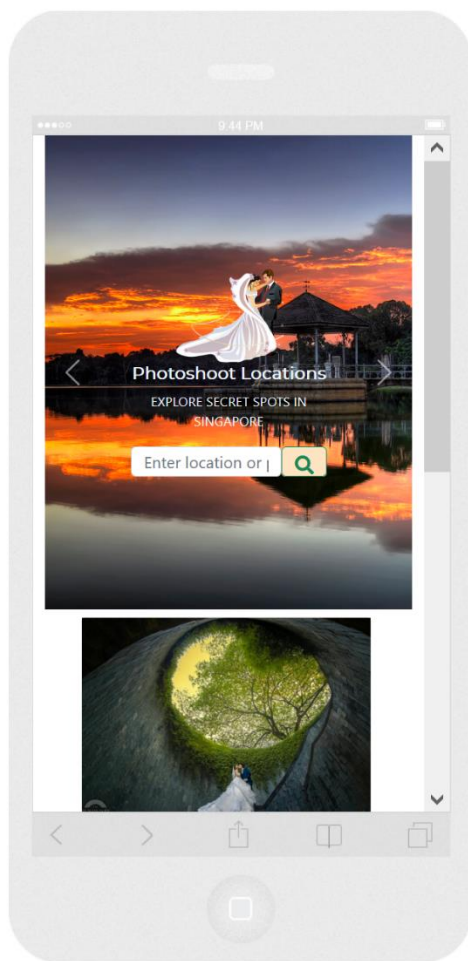 9:44 PM
Photoshoot Locations
EXPLORE SECRET SPOTS IN
SINGAPORE
Enter location or p